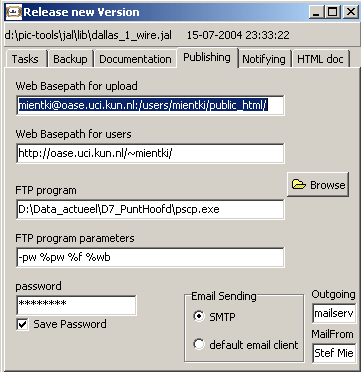 Release new Version
d:\pic-tools\jal\lib\dallas_1_wire.jal 15-07-2004 23:33:22
Tasks Backup Documentation Publishing Notifying HTML doc
Web Basepath for upload
mientki@oase.uci.kun.nl:/users/mientki/public_html/
Web Basepath for users
http://oase.uci.kun.nl/~mientki/
FTP program
Browse
D:\Data_actueel\D7_PuntHoofd\pscp.exe
FTP program parameters
-pw %pw %f %wb
password
********
Save Password
Email Sending
SMTP
default email client
Outgoing
mailserv
MailFrom
Stef Mie